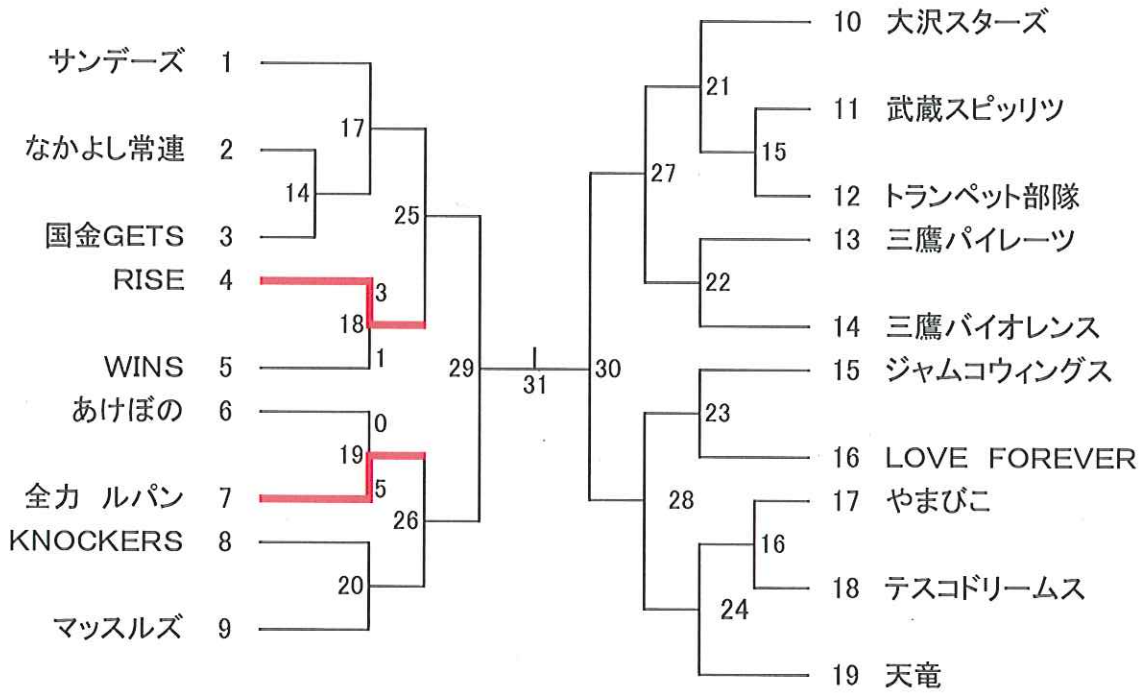 サンデーズ 1
なかよし常連 2
国金GETS 3
RISE 4
WINS 5
あけぼの 6
全力 ルパン 7
KNOCKERS 8
マッスルズ 9
17
14
25
3
18
1
0
19
5
26
20
29
31
30
27
21
15
22
23
28
16
24
10 大沢スターズ
11 武蔵スピッリツ
12 トランペット部隊
13 三鷹パイレーツ
14 三鷹バイオレンス
15 ジャムコウィングス
16 LOVE FOREVER
17 やまびこ
18 テスコドリームス
19 天竜